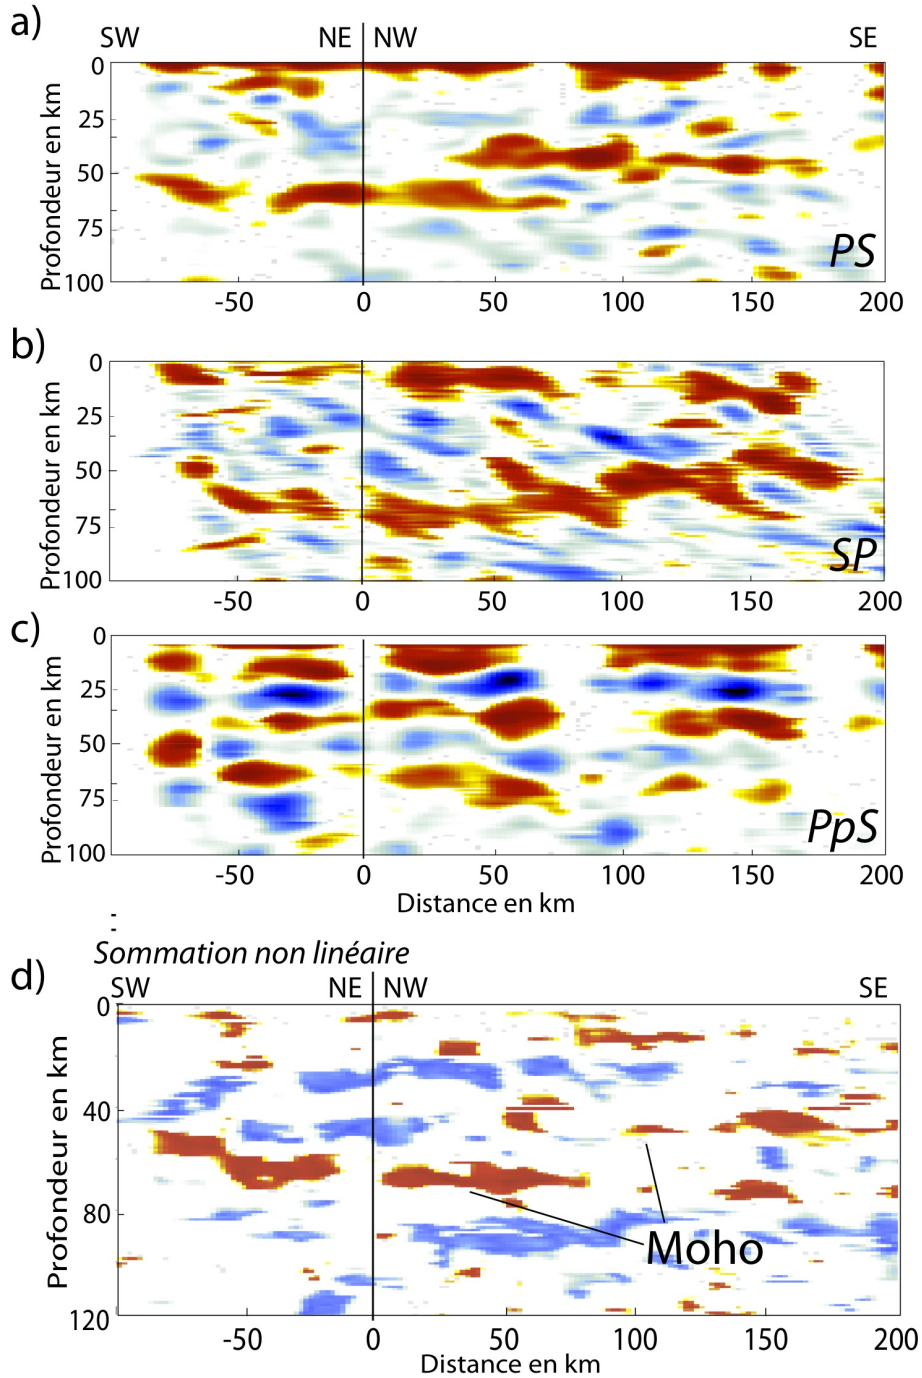 a)
SW NE NW SE
0
25
50
75
100
Profondeur en km
PS
-50 0 50 100 150 200
b)
0
25
50
75
100
Profondeur en km
SP
-50 0 50 100 150 200
c)
0
25
50
75
100
Profondeur en km
PpS
-50 0 50 100 150 200
Distance en km
Sommation non linéaire
d)
SW NE NW SE
0
40
80
120
Profondeur en km
Moho
-50 0 50 100 150 200
Distance en km